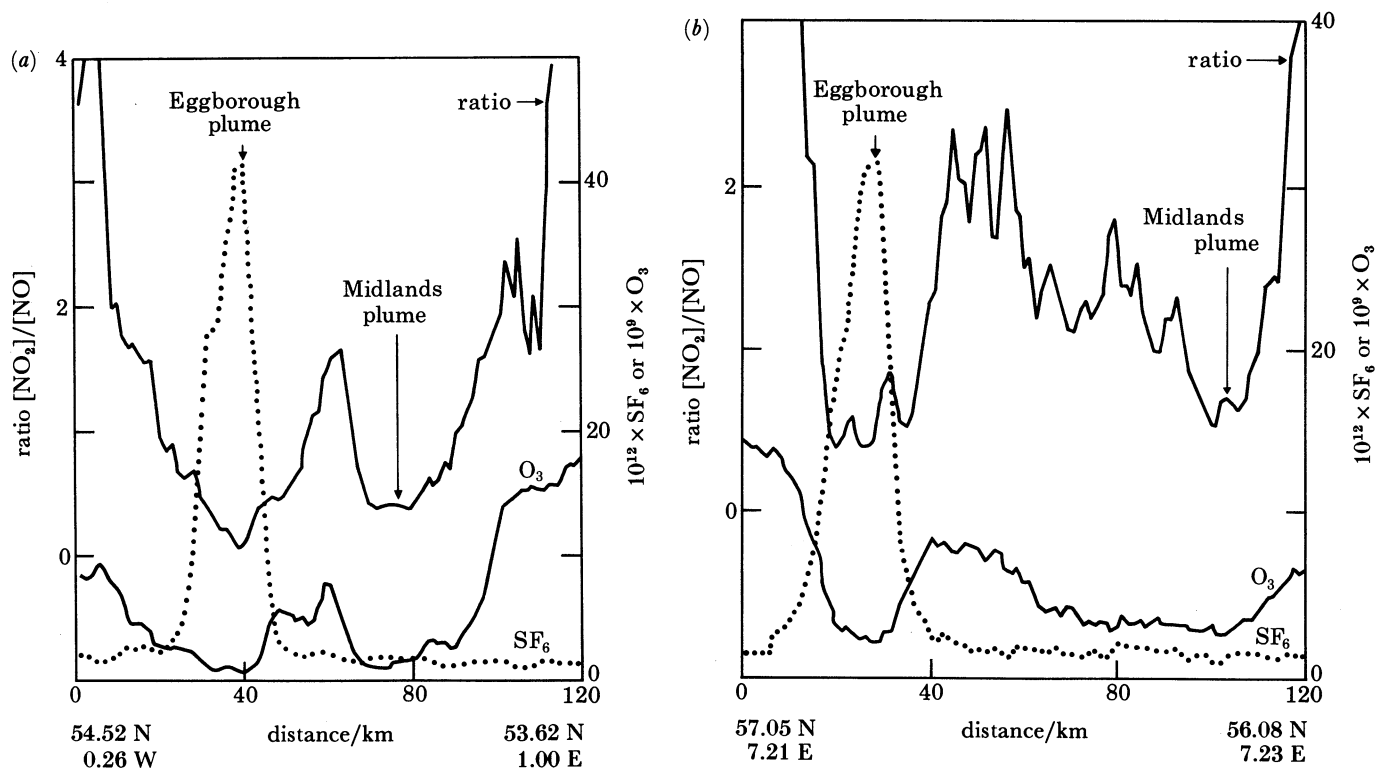 (a)
4
2
0
ratio [NO₂]/[NO]
Eggborough
plume
ratio
Midlands
plume
O₃
SF₆
40
20
0
10¹² × SF₆ or 10⁹ × O₃
0 40 80 120
54.52 N distance/km 53.62 N
0.26 W 1.00 E
(b)
2
0
ratio [NO₂]/[NO]
Eggborough
plume
ratio
Midlands
plume
O₃
SF₆
40
20
0
10¹² × SF₆ or 10⁹ × O₃
0 40 80 120
57.05 N distance/km 56.08 N
7.21 E 7.23 E